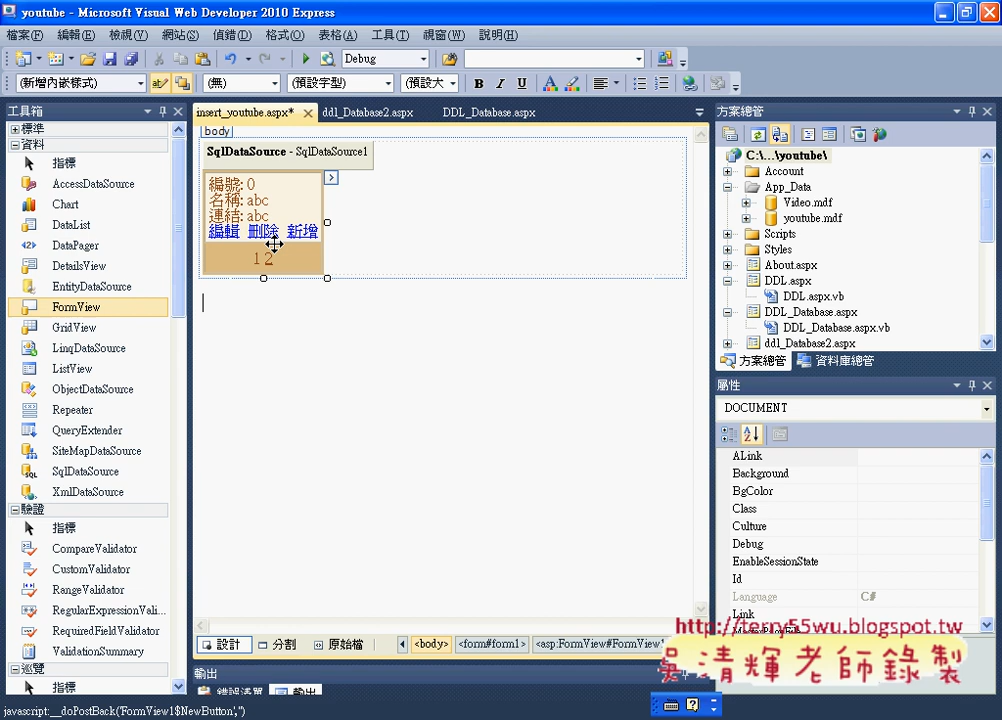 youtube - Microsoft Visual Web Developer 2010 Express
檔案(F) 編輯(E) 檢視(V) 網站(S) 偵錯(D) 格式(O) 表格(A) 工具(T) 視窗(W) 說明(H)
Debug
(新增內嵌樣式) (無) (預設字型) (預設大 B I U A
工具箱
標準
資料
指標
AccessDataSource
Chart
DataList
DataPager
DetailsView
EntityDataSource
FormView
GridView
LinqDataSource
ListView
ObjectDataSource
Repeater
QueryExtender
SiteMapDataSource
SqlDataSource
XmlDataSource
驗證
指標
CompareValidator
CustomValidator
RangeValidator
RegularExpressionVali...
RequiredFieldValidator
ValidationSummary
巡覽
指標
insert_youtube.aspx* ddl_Database2.aspx DDL_Database.aspx
body
SqlDataSource - SqlDataSource1
編號: 0
名稱: abc
連結: abc
編輯 刪除 新增
1 2
設計 分割 原始檔 <body> <form#form1> <asp:FormView#FormView1
輸出
錯誤清單 輸出
方案總管
C:\...\youtube\
Account
App_Data
Video.mdf
youtube.mdf
Scripts
Styles
About.aspx
DDL.aspx
DDL.aspx.vb
DDL_Database.aspx
DDL_Database.aspx.vb
ddl_Database2.aspx
方案總管 資料庫總管
屬性
DOCUMENT
ALink
Background
BgColor
Class
Culture
Debug
EnableSessionState
Id
Language C#
Link
http://terry55wu.blogspot.tw
吳清輝老師錄製
javascript:__doPostBack('FormView1$NewButton','')